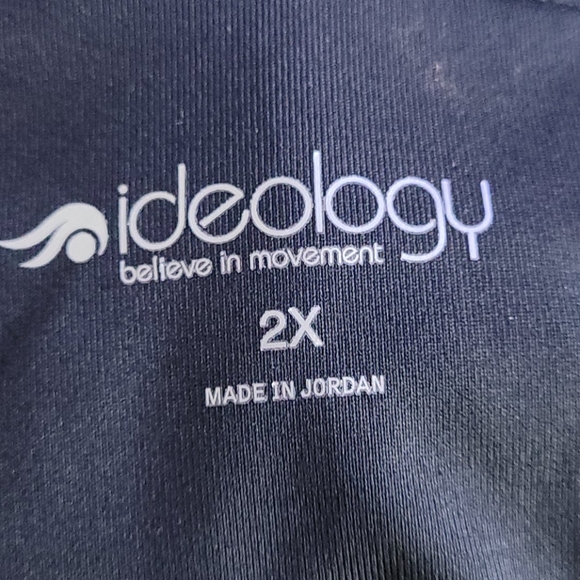 ideology
believe in movement
2X
MADE IN JORDAN